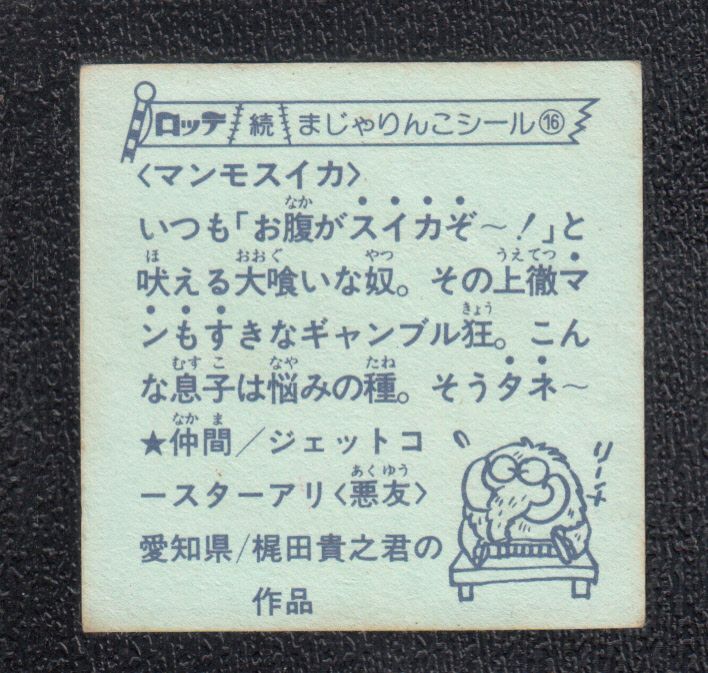 ロッテ 続 まじゃりんこシール⑯
〈マンモスイカ〉
いつも「お腹がスイカぞ〜！」と
吠える大喰いな奴。その上徹マ
ンもすきなギャンブル狂。こん
な息子は悩みの種。そうタネ〜
★仲間／ジェットコ
ースターアリ〈悪友〉
愛知県/梶田貴之君の
作品
リーチ